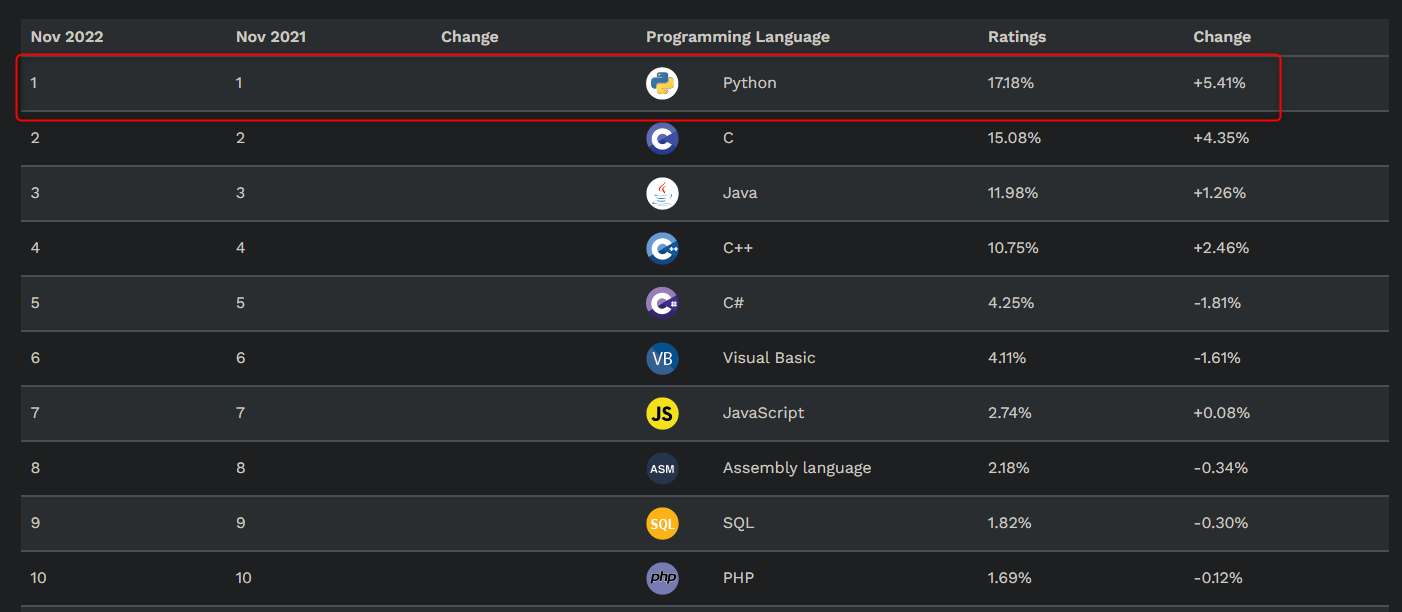 Nov 2022 Nov 2021 Change Programming Language Ratings Change
1 1 Python 17.18% +5.41%
2 2 C 15.08% +4.35%
3 3 Java 11.98% +1.26%
4 4 C++ 10.75% +2.46%
5 5 C# 4.25% -1.81%
6 6 VB Visual Basic 4.11% -1.61%
7 7 JS JavaScript 2.74% +0.08%
8 8 ASM Assembly language 2.18% -0.34%
9 9 SQL SQL 1.82% -0.30%
10 10 php PHP 1.69% -0.12%